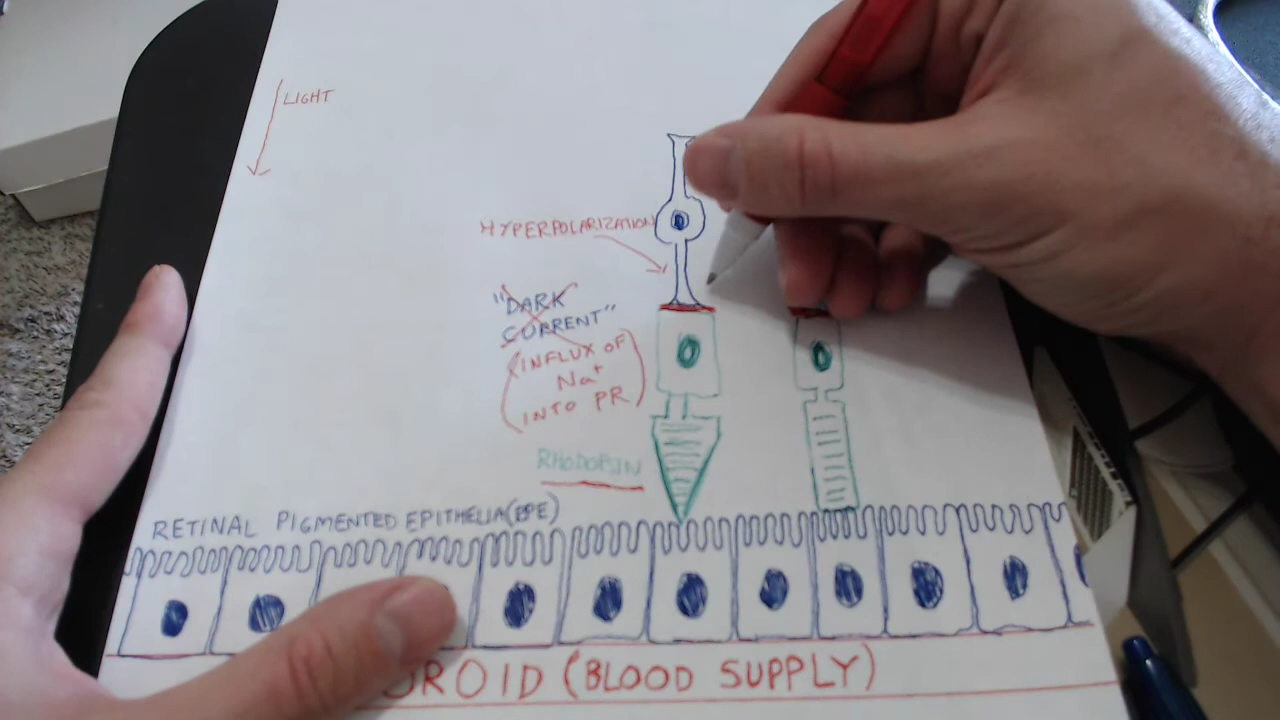 LIGHT
HYPERPOLARIZATION
"DARK
CURRENT"
(INFLUX OF
Na+
INTO PR)
RHODOPSIN
RETINAL PIGMENTED EPITHELIA (RPE)
OROID (BLOOD SUPPLY)